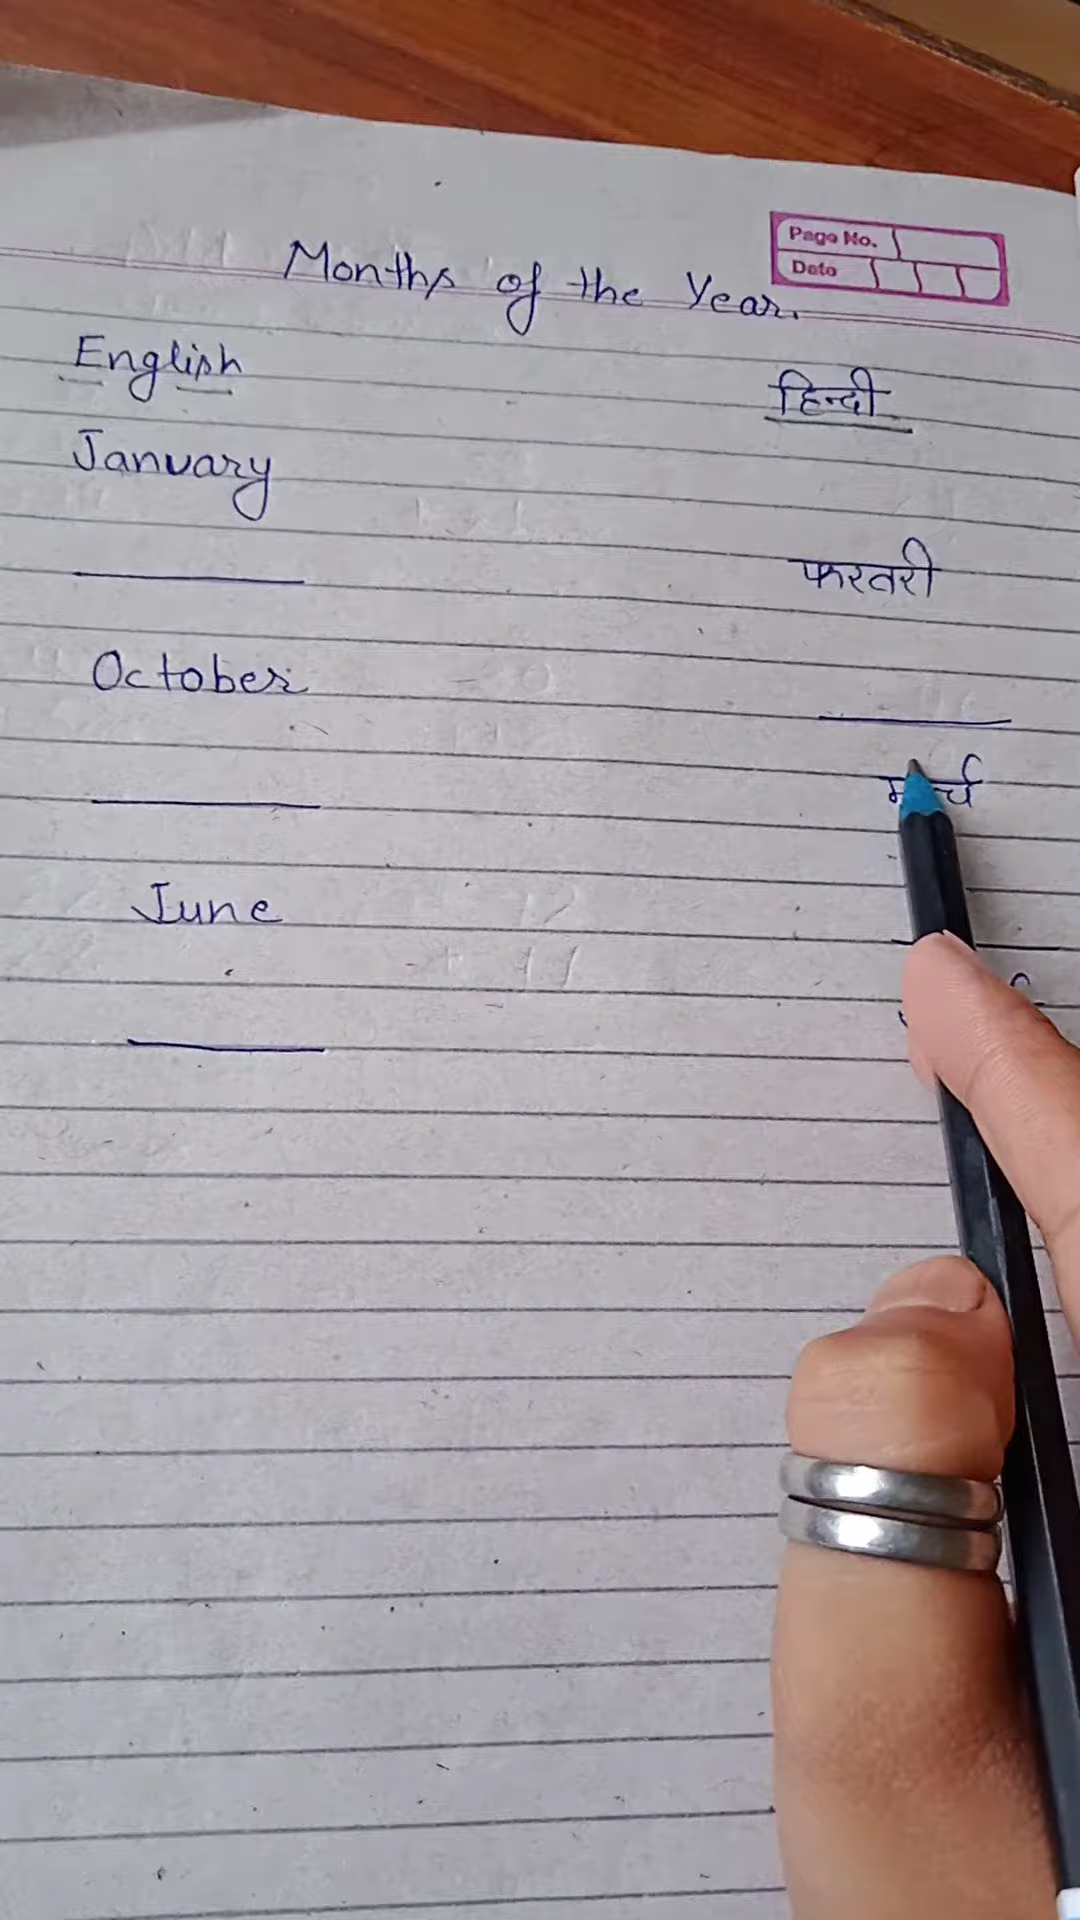 Page No.
Date
Months of the Year.
English हिन्दी
January
फरवरी
October
June